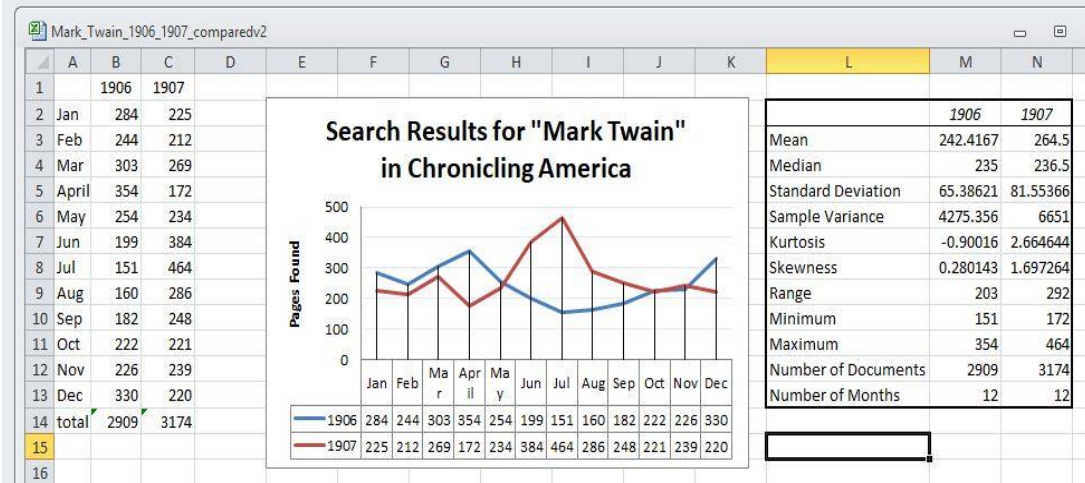 Mark_Twain_1906_1907_comparedv2
A B C D E F G H I J K L M N
1 1906 1907
2 Jan 284 225
3 Feb 244 212
4 Mar 303 269
5 April 354 172
6 May 254 234
7 Jun 199 384
8 Jul 151 464
9 Aug 160 286
10 Sep 182 248
11 Oct 222 221
12 Nov 226 239
13 Dec 330 220
14 total 2909 3174
15
16
Search Results for "Mark Twain"
in Chronicling America
Pages Found
500
400
300
200
100
0
Jan Feb Mar April May Jun Jul Aug Sep Oct Nov Dec
1906 284 244 303 354 254 199 151 160 182 222 226 330
1907 225 212 269 172 234 384 464 286 248 221 239 220
1906 1907
Mean 242.4167 264.5
Median 235 236.5
Standard Deviation 65.38621 81.55366
Sample Variance 4275.356 6651
Kurtosis -0.90016 2.664644
Skewness 0.280143 1.697264
Range 203 292
Minimum 151 172
Maximum 354 464
Number of Documents 2909 3174
Number of Months 12 12